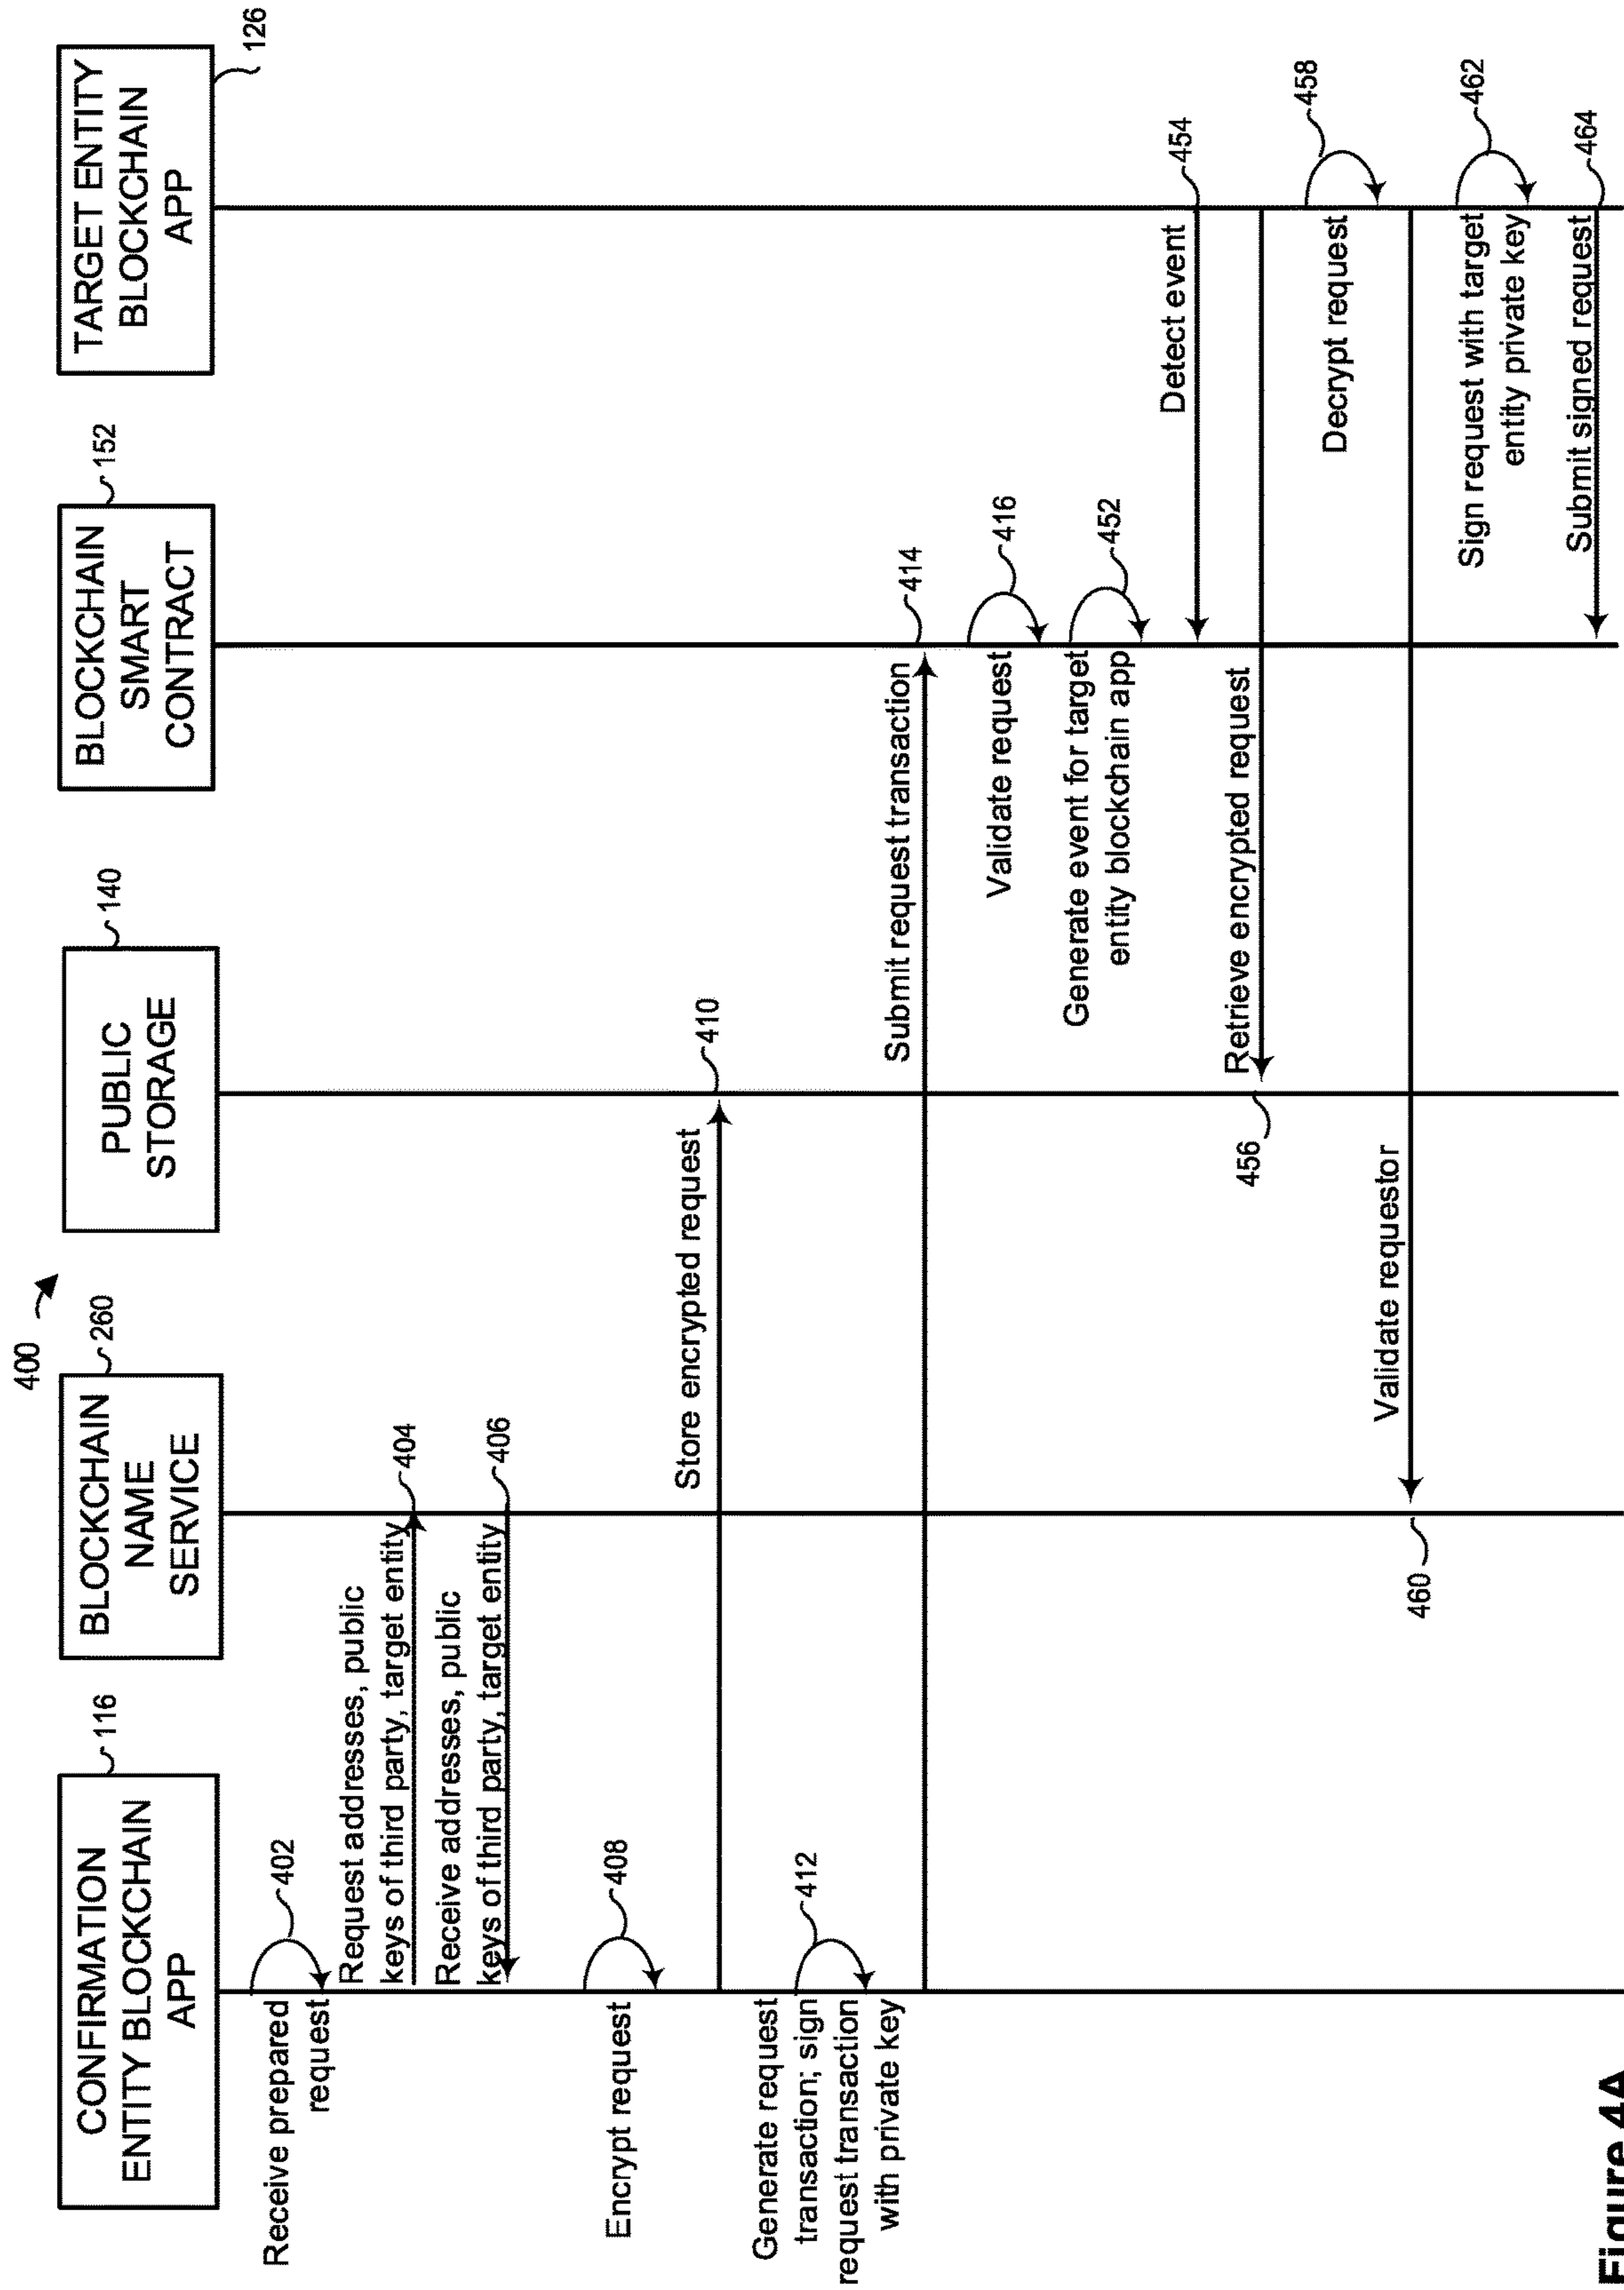 400
CONFIRMATION
ENTITY BLOCKCHAIN
APP
116
BLOCKCHAIN
NAME
SERVICE
260
PUBLIC
STORAGE
140
BLOCKCHAIN
SMART
CONTRACT
152
TARGET ENTITY
BLOCKCHAIN
APP
126
Receive prepared
request
402
Request addresses, public
keys of third party, target entity
404
Receive addresses, public
keys of third party, target entity
406
Encrypt request
408
Store encrypted request
410
Generate request
transaction; sign
request transaction
with private key
412
Submit request transaction
414
Validate request
416
Generate event for target
entity blockchain app
452
Detect event
454
Retrieve encrypted request
456
Decrypt request
458
Validate requestor
460
Sign request with target
entity private key
462
Submit signed request
464
Figure 4A